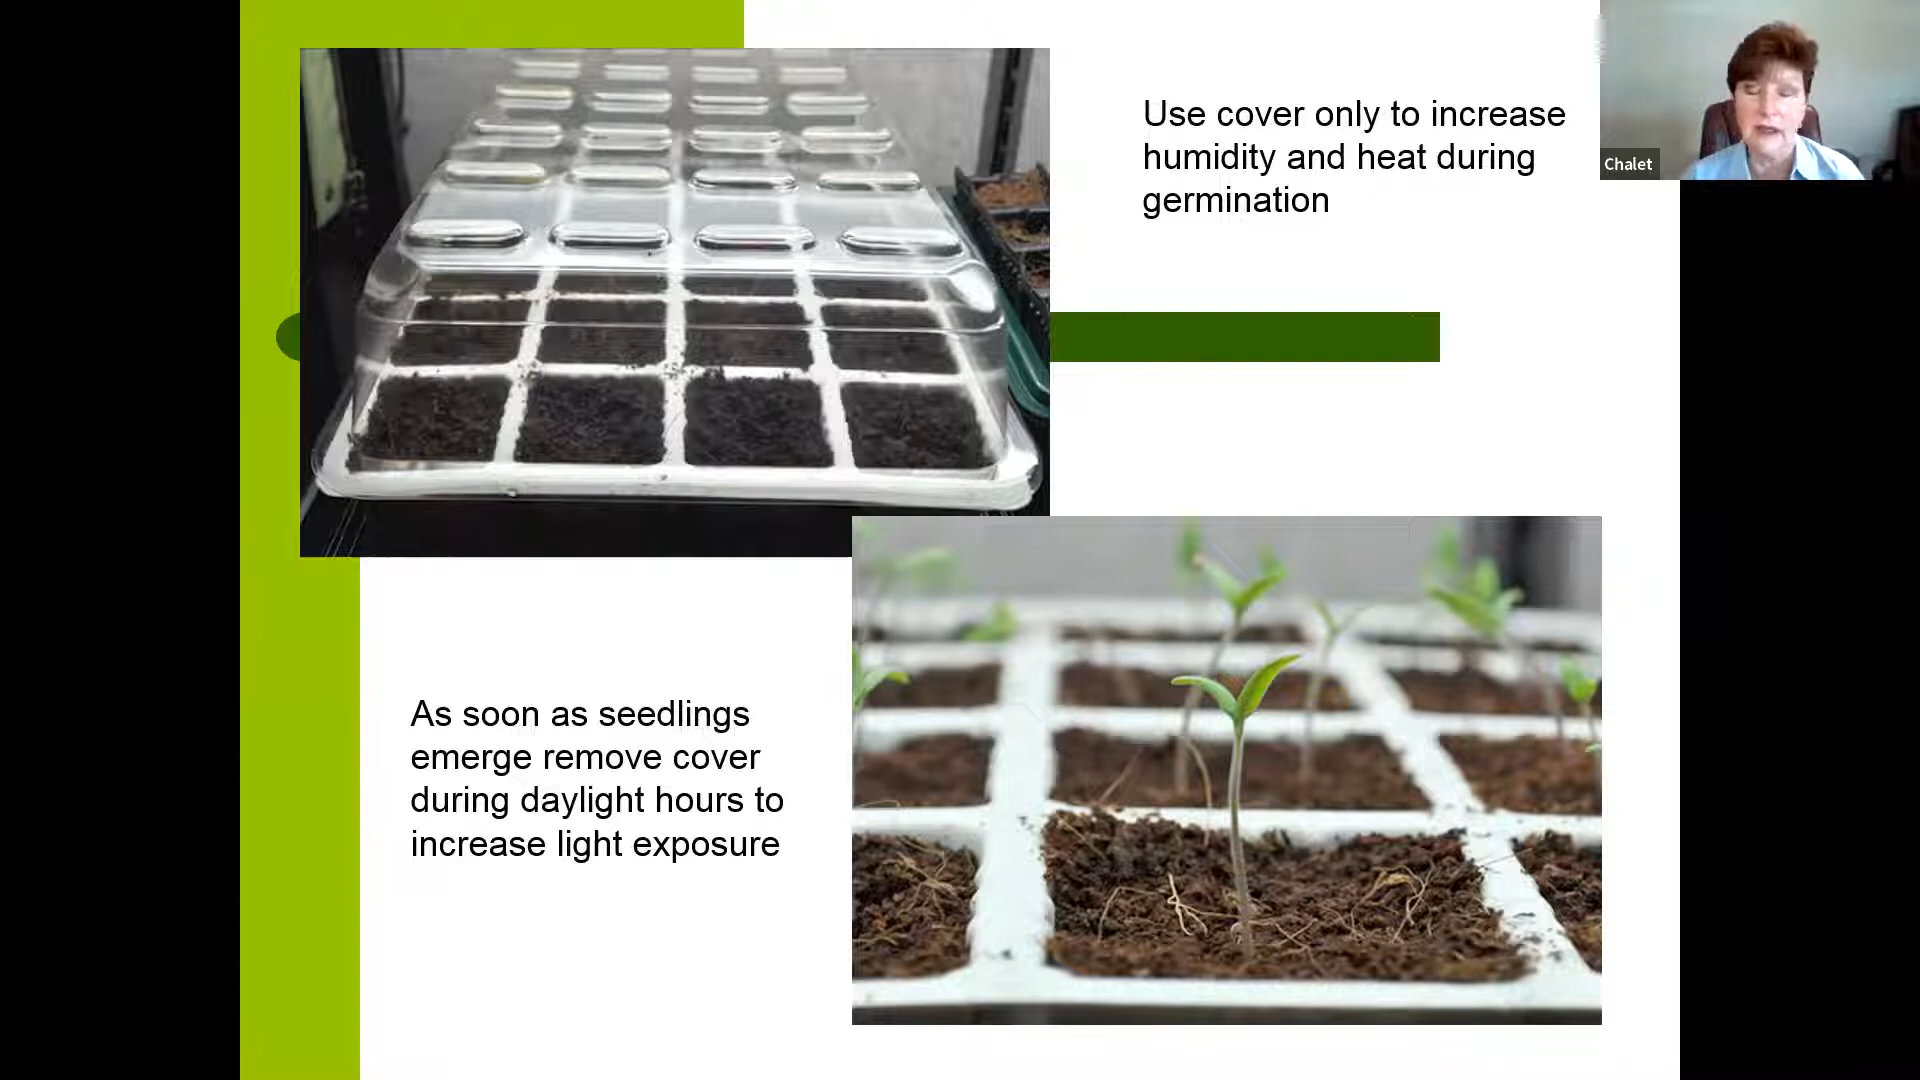 Use cover only to increase
humidity and heat during
germination
Chalet
As soon as seedlings
emerge remove cover
during daylight hours to
increase light exposure